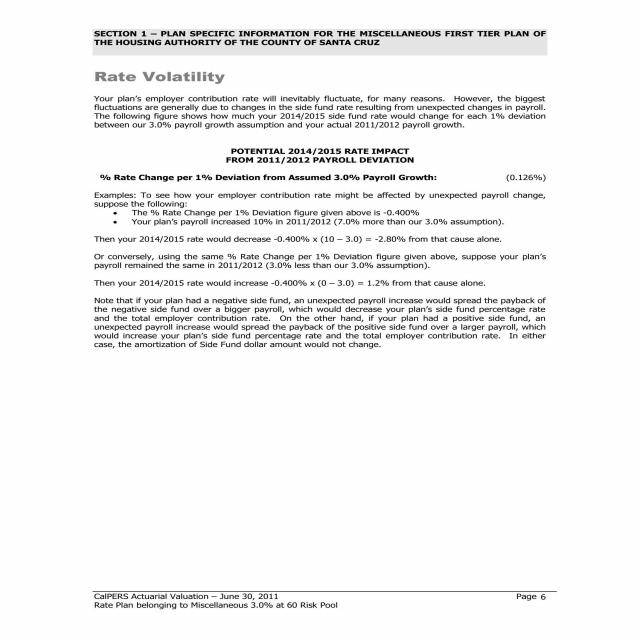 SECTION 1 – PLAN SPECIFIC INFORMATION FOR THE MISCELLANEOUS FIRST TIER PLAN OF
THE HOUSING AUTHORITY OF THE COUNTY OF SANTA CRUZ
Rate Volatility
Your plan's employer contribution rate will inevitably fluctuate, for many reasons. However, the biggest
fluctuations are generally due to changes in the side fund rate resulting from unexpected changes in payroll.
The following figure shows how much your 2014/2015 side fund rate would change for each 1% deviation
between our 3.0% payroll growth assumption and your actual 2011/2012 payroll growth.
POTENTIAL 2014/2015 RATE IMPACT
FROM 2011/2012 PAYROLL DEVIATION
% Rate Change per 1% Deviation from Assumed 3.0% Payroll Growth: (0.126%)
Examples: To see how your employer contribution rate might be affected by unexpected payroll change,
suppose the following:
• The % Rate Change per 1% Deviation figure given above is -0.400%
• Your plan's payroll increased 10% in 2011/2012 (7.0% more than our 3.0% assumption).
Then your 2014/2015 rate would decrease -0.400% x (10 – 3.0) = -2.80% from that cause alone.
Or conversely, using the same % Rate Change per 1% Deviation figure given above, suppose your plan's
payroll remained the same in 2011/2012 (3.0% less than our 3.0% assumption).
Then your 2014/2015 rate would increase -0.400% x (0 – 3.0) = 1.2% from that cause alone.
Note that if your plan had a negative side fund, an unexpected payroll increase would spread the payback of
the negative side fund over a bigger payroll, which would decrease your plan's side fund percentage rate
and the total employer contribution rate. On the other hand, if your plan had a positive side fund, an
unexpected payroll increase would spread the payback of the positive side fund over a larger payroll, which
would increase your plan's side fund percentage rate and the total employer contribution rate. In either
case, the amortization of Side Fund dollar amount would not change.
CalPERS Actuarial Valuation – June 30, 2011 Page 6
Rate Plan belonging to Miscellaneous 3.0% at 60 Risk Pool